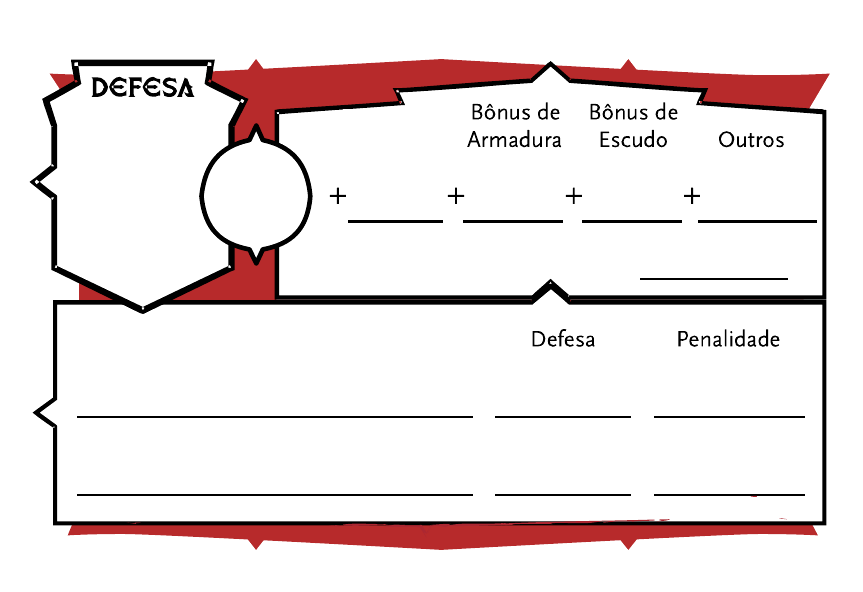 DEFESA
Bônus de Armadura
Bônus de Escudo
Outros
+ + + +
Defesa Penalidade